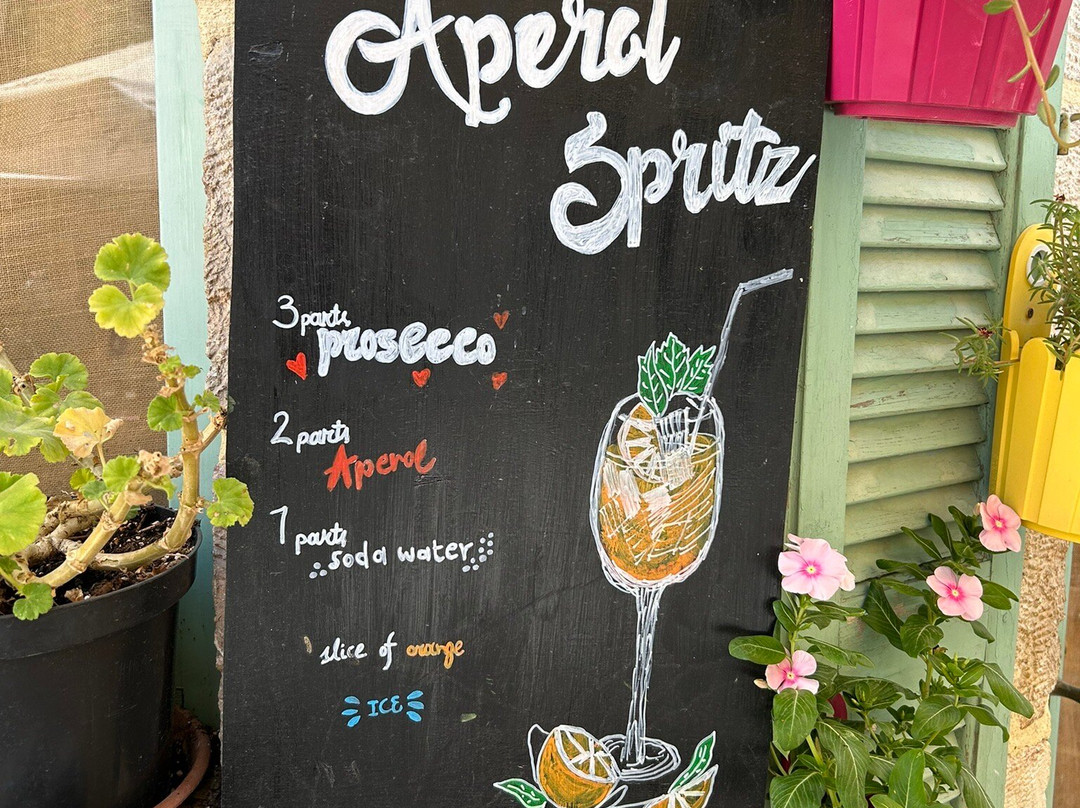 Aperol
Spritz
3 parts
prosecco
2 parts
Aperol
1 parts
soda water
slice of orange
ICE